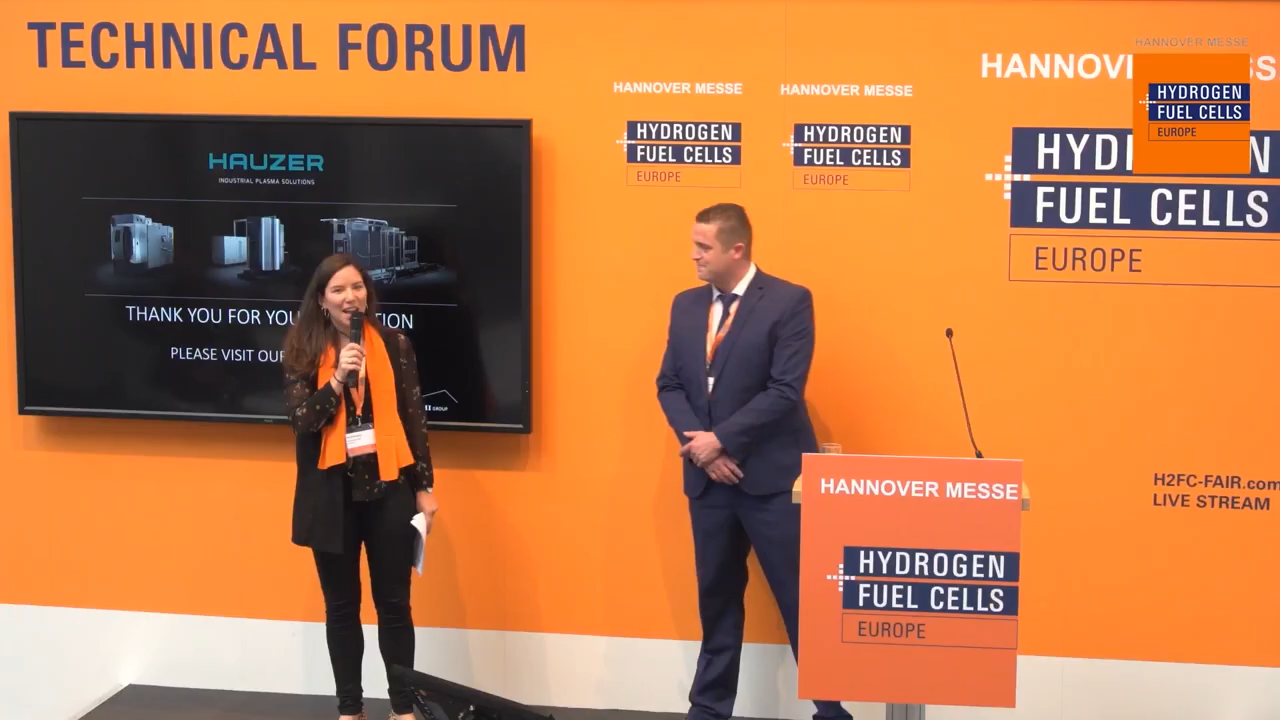 TECHNICAL FORUM
HAUZER
INDUSTRIAL PLASMA SOLUTIONS
THANK YOU FOR YOU TION
PLEASE VISIT OUR
GROUP
HANNOVER MESSE
HYDROGEN
FUEL CELLS
EUROPE
HANNOVER MESSE
HYDROGEN
FUEL CELLS
EUROPE
HANNOVER MESSE
HYDROGEN
FUEL CELLS
EUROPE
HANNOV S
HYD N
FUEL CELLS
EUROPE
H2FC-FAIR.com
LIVE STREAM
HANNOVER MESSE
HYDROGEN
FUEL CELLS
EUROPE